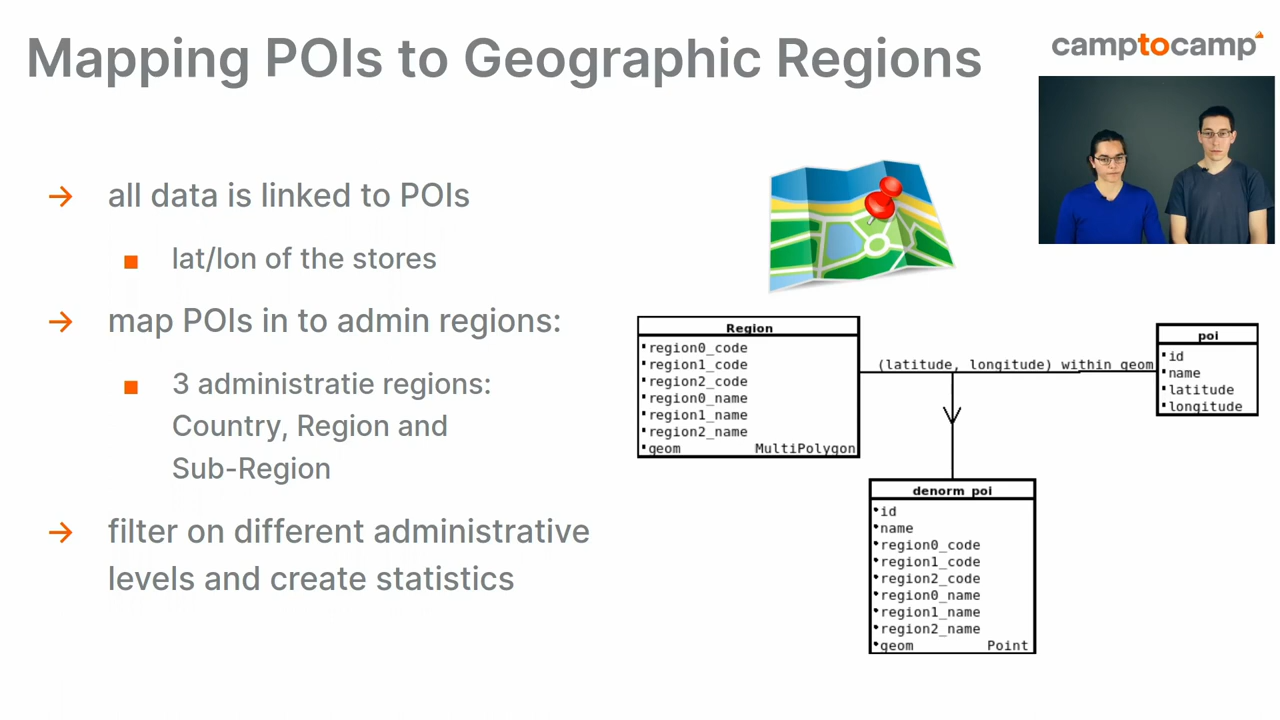 Mapping POIs to Geographic Regions
camptocamp
→ all data is linked to POIs
■ lat/lon of the stores
→ map POIs in to admin regions:
■ 3 administratie regions:
Country, Region and
Sub-Region
→ filter on different administrative
levels and create statistics
Region
region0_code
region1_code
region2_code
region0_name
region1_name
region2_name
geom MultiPolygon
(latitude, longitude) within geom
poi
id
name
latitude
longitude
denorm_poi
id
name
region0_code
region1_code
region2_code
region0_name
region1_name
region2_name
geom Point